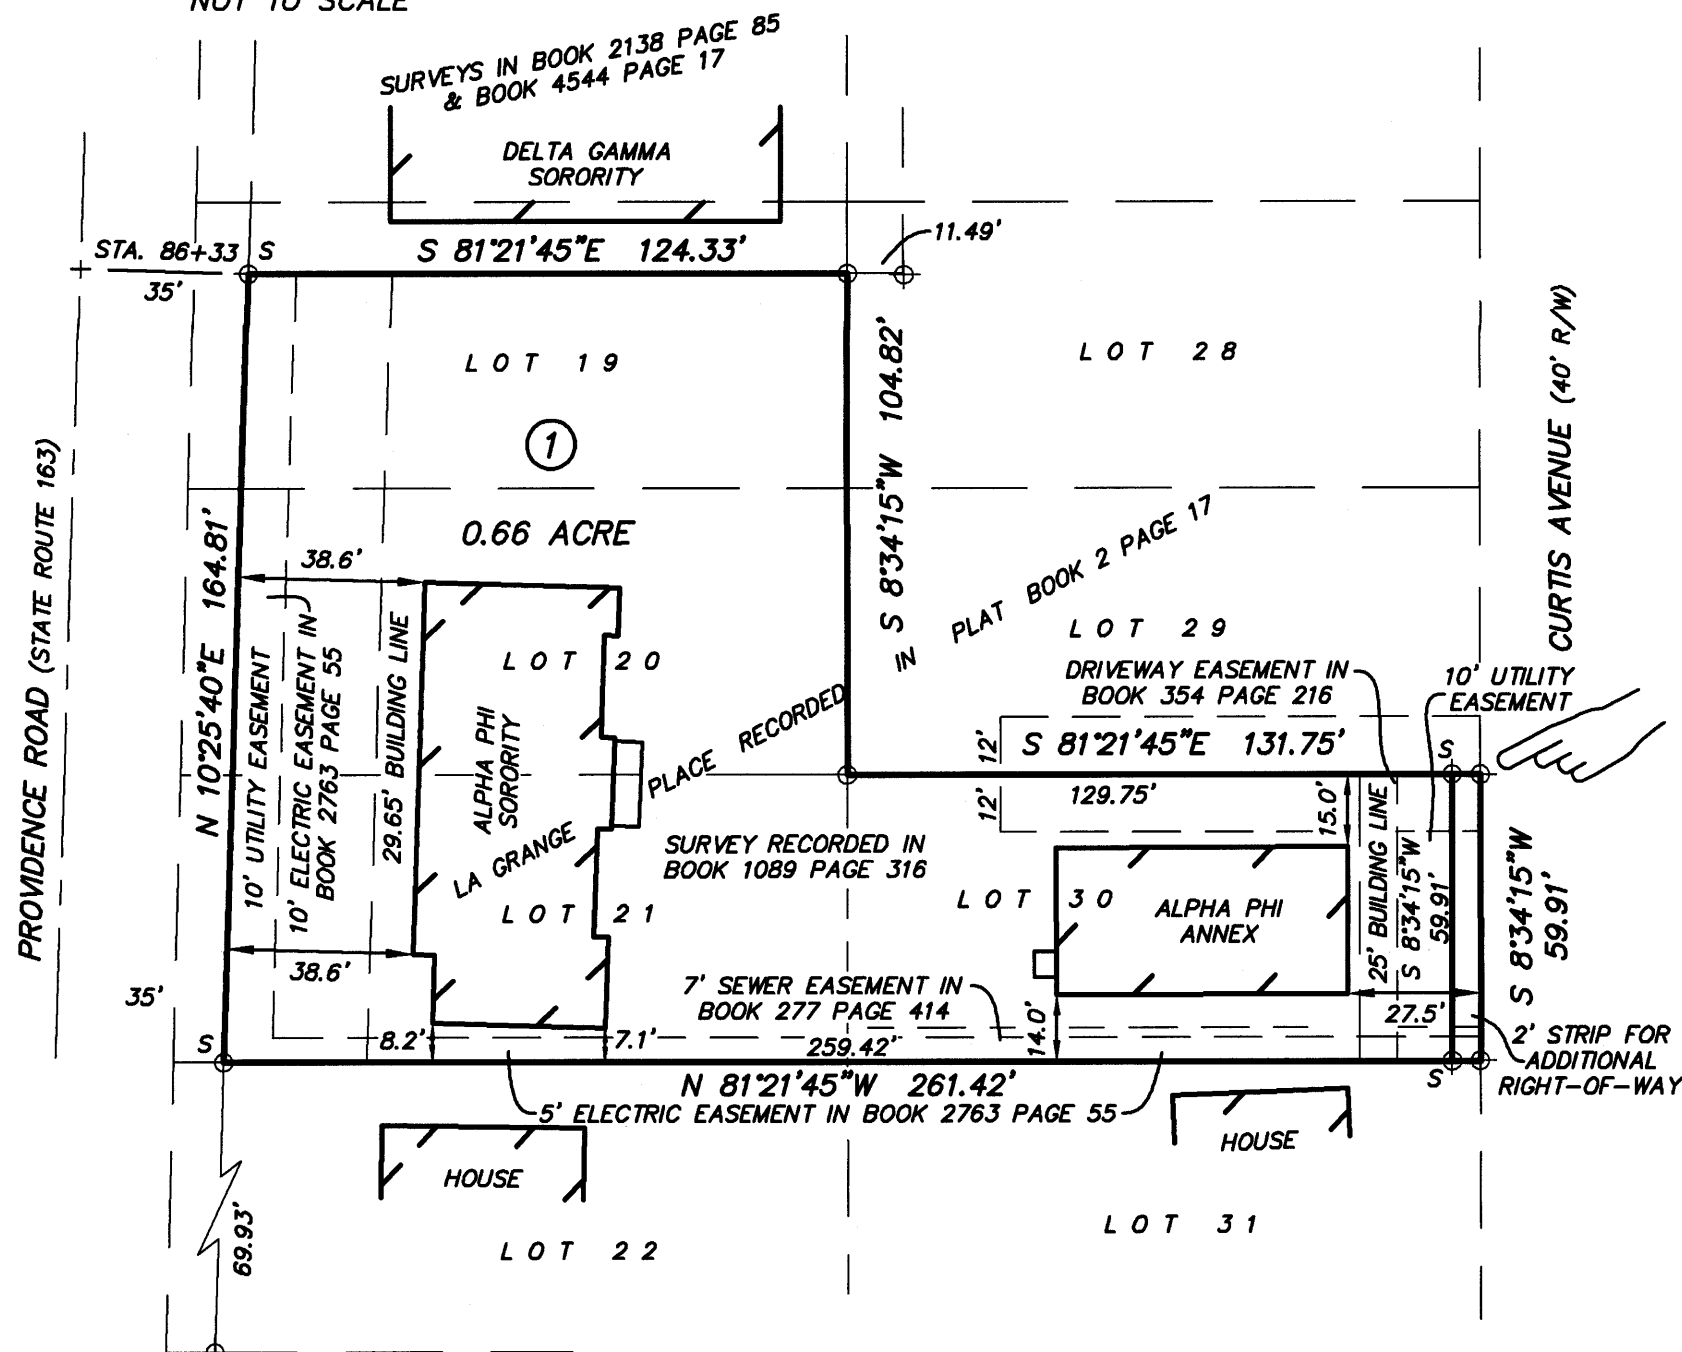 NOT TO SCALE
SURVEYS IN BOOK 2138 PAGE 85
& BOOK 4544 PAGE 17
DELTA GAMMA
SORORITY
STA. 86+33
S
35'
S 81°21'45"E 124.33'
11.49'
LOT 19
LOT 28
1
S 8°34'15"W 104.82'
CURTIS AVENUE (40' R/W)
PROVIDENCE ROAD (STATE ROUTE 163)
N 10°25'40"E 164.81'
0.66 ACRE
38.6'
IN PLAT BOOK 2 PAGE 17
LOT 29
LOT 20
10' UTILITY EASEMENT
10' ELECTRIC EASEMENT IN
BOOK 2763 PAGE 55
29.65' BUILDING LINE
ALPHA PHI
SORORITY
LA GRANGE
PLACE RECORDED
DRIVEWAY EASEMENT IN
BOOK 354 PAGE 216
10' UTILITY
EASEMENT
12'
S 81°21'45"E 131.75'
S
12'
129.75'
15.0'
SURVEY RECORDED IN
BOOK 1089 PAGE 316
LOT 21
LOT 30
ALPHA PHI
ANNEX
25' BUILDING LINE
S 8°34'15"W
59.91'
S 8°34'15"W
59.91'
38.6'
35'
7' SEWER EASEMENT IN
BOOK 277 PAGE 414
14.0'
27.5'
S
8.2'
7.1'
259.42'
2' STRIP FOR
ADDITIONAL
RIGHT-OF-WAY
S
N 81°21'45"W 261.42'
5' ELECTRIC EASEMENT IN BOOK 2763 PAGE 55
HOUSE
HOUSE
69.93'
LOT 22
LOT 31